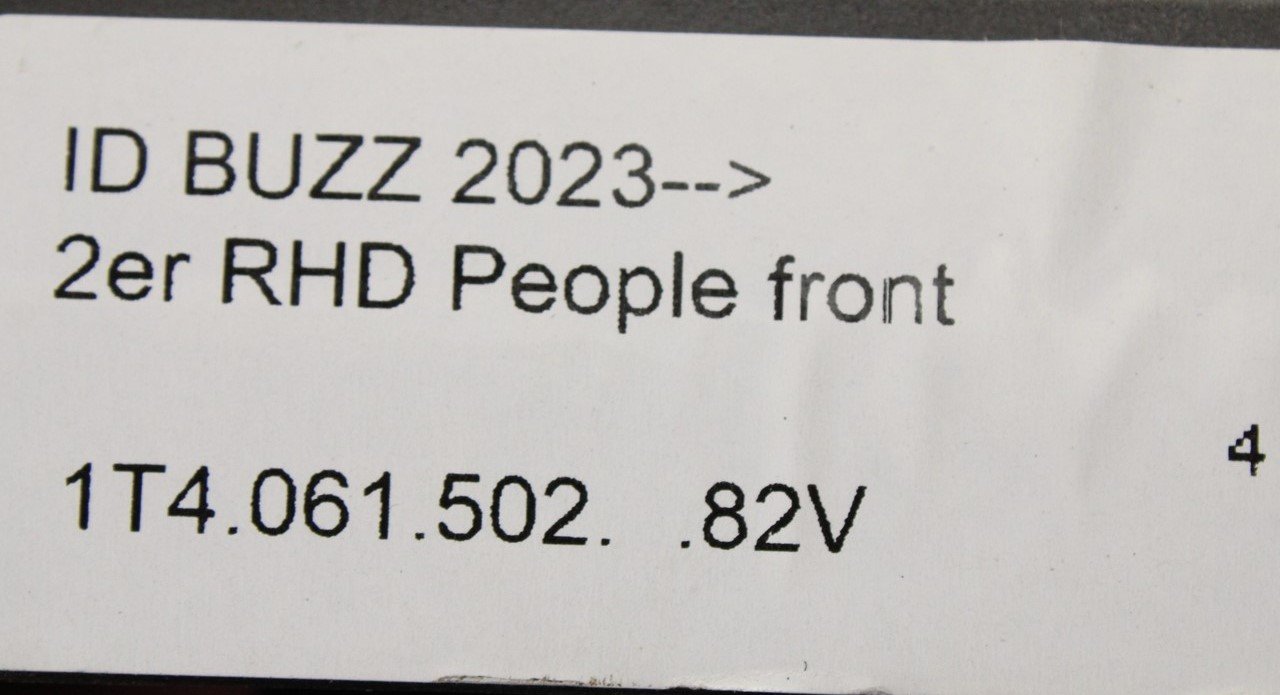 ID BUZZ 2023-->
2er RHD People front
4
1T4.061.502. .82V